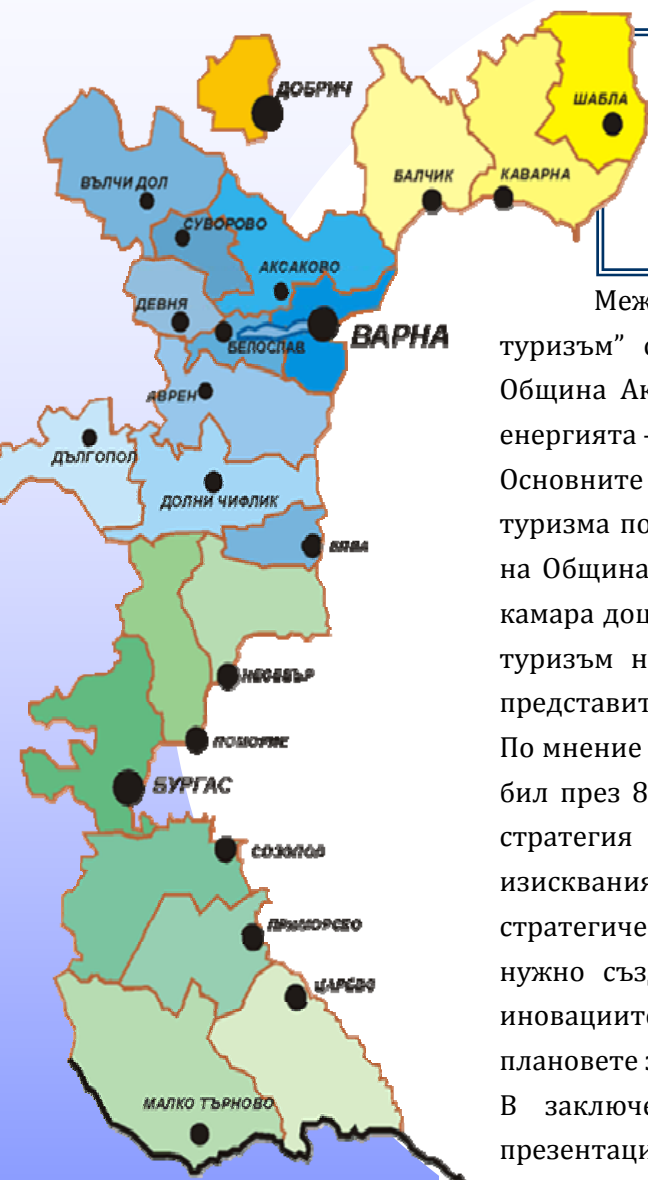 ДОБРИЧ
ШАБЛА
БАЛЧИК
КАВАРНА
ВЪЛЧИ ДОЛ
СУВОРОВО
АКСАКОВО
ДЕВНЯ
БЕЛОСЛАВ
ВАРНА
АВРЕН
ДЪЛГОПОЛ
ДОЛНИ ЧИФЛИК
БЯЛА
НЕСЕБЪР
ПОМОРИЕ
БУРГАС
СОЗОПОЛ
ПРИМОРСКО
ЦАРЕВО
МАЛКО ТЪРНОВО
Меж
туризъм” с
Община Ак
енергията -
Основните
туризма по
на Община
камара дош
туризъм н
представит
По мнение
бил през 8
стратегия
изисквания
стратегиче
нужно създ
иновациите
плановете з
В заключе
презентаци